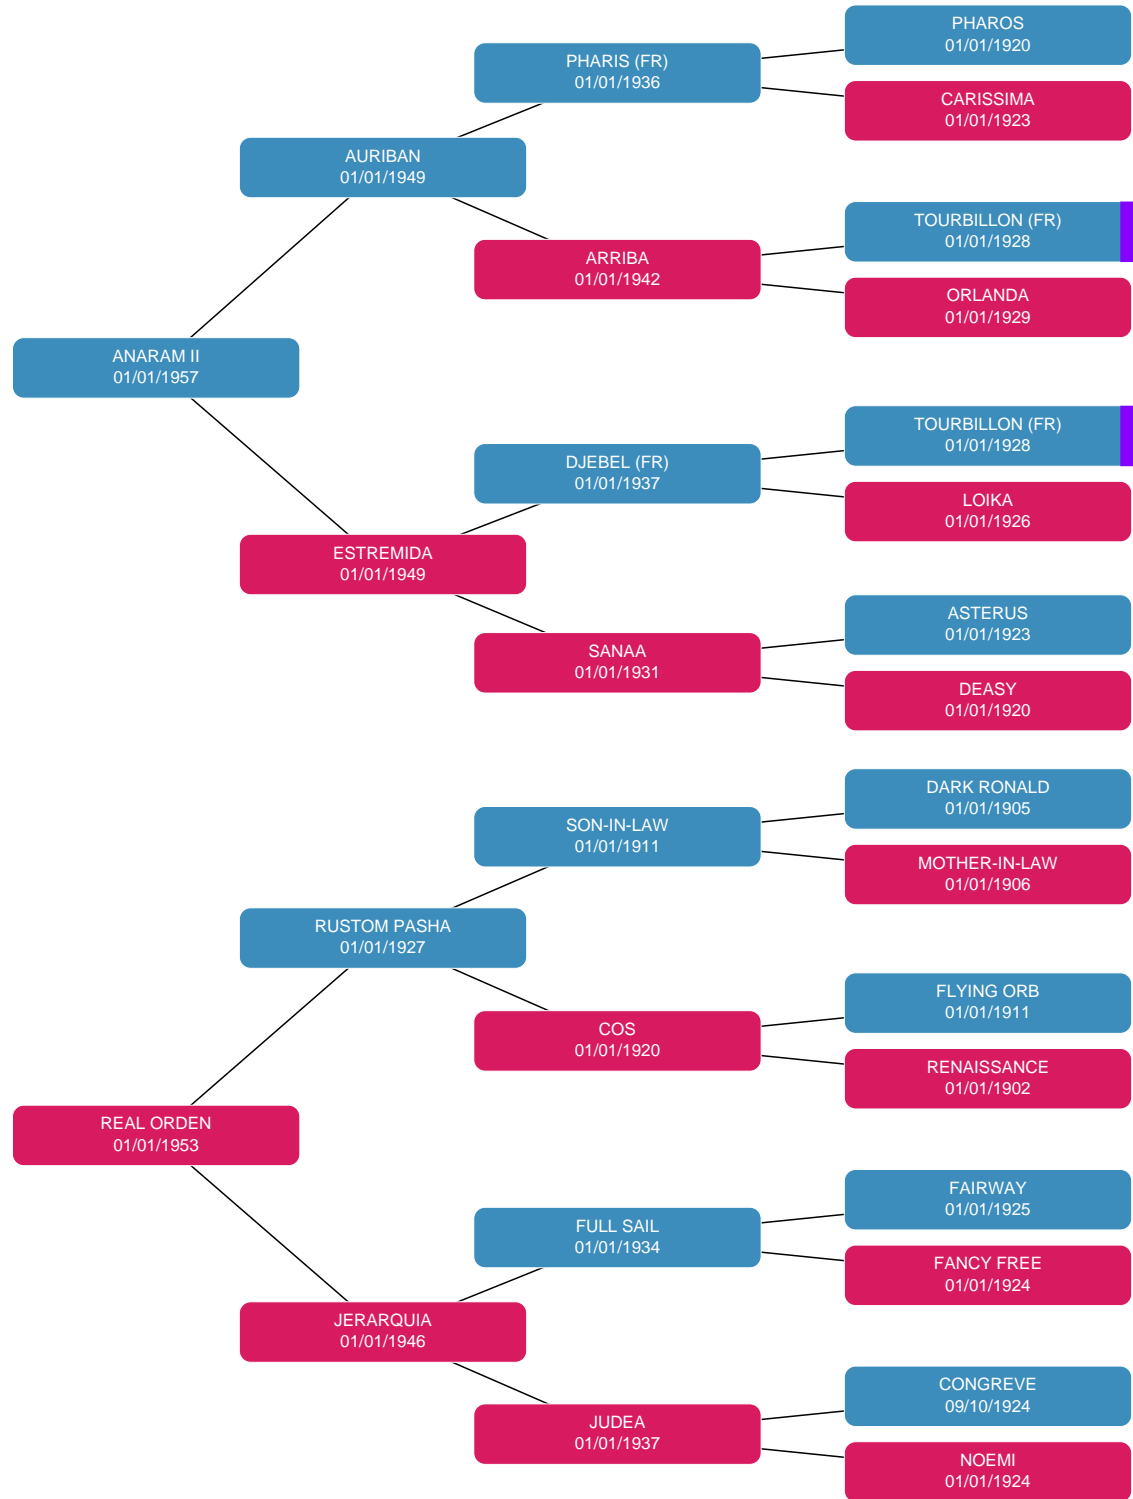 PHAROS
01/01/1920
PHARIS (FR)
01/01/1936
CARISSIMA
01/01/1923
AURIBAN
01/01/1949
TOURBILLON (FR)
01/01/1928
ARRIBA
01/01/1942
ORLANDA
01/01/1929
ANARAM II
01/01/1957
TOURBILLON (FR)
01/01/1928
DJEBEL (FR)
01/01/1937
LOIKA
01/01/1926
ESTREMIDA
01/01/1949
ASTERUS
01/01/1923
SANAA
01/01/1931
DEASY
01/01/1920
DARK RONALD
01/01/1905
SON-IN-LAW
01/01/1911
MOTHER-IN-LAW
01/01/1906
RUSTOM PASHA
01/01/1927
FLYING ORB
01/01/1911
COS
01/01/1920
RENAISSANCE
01/01/1902
REAL ORDEN
01/01/1953
FAIRWAY
01/01/1925
FULL SAIL
01/01/1934
FANCY FREE
01/01/1924
JERARQUIA
01/01/1946
CONGREVE
09/10/1924
JUDEA
01/01/1937
NOEMI
01/01/1924